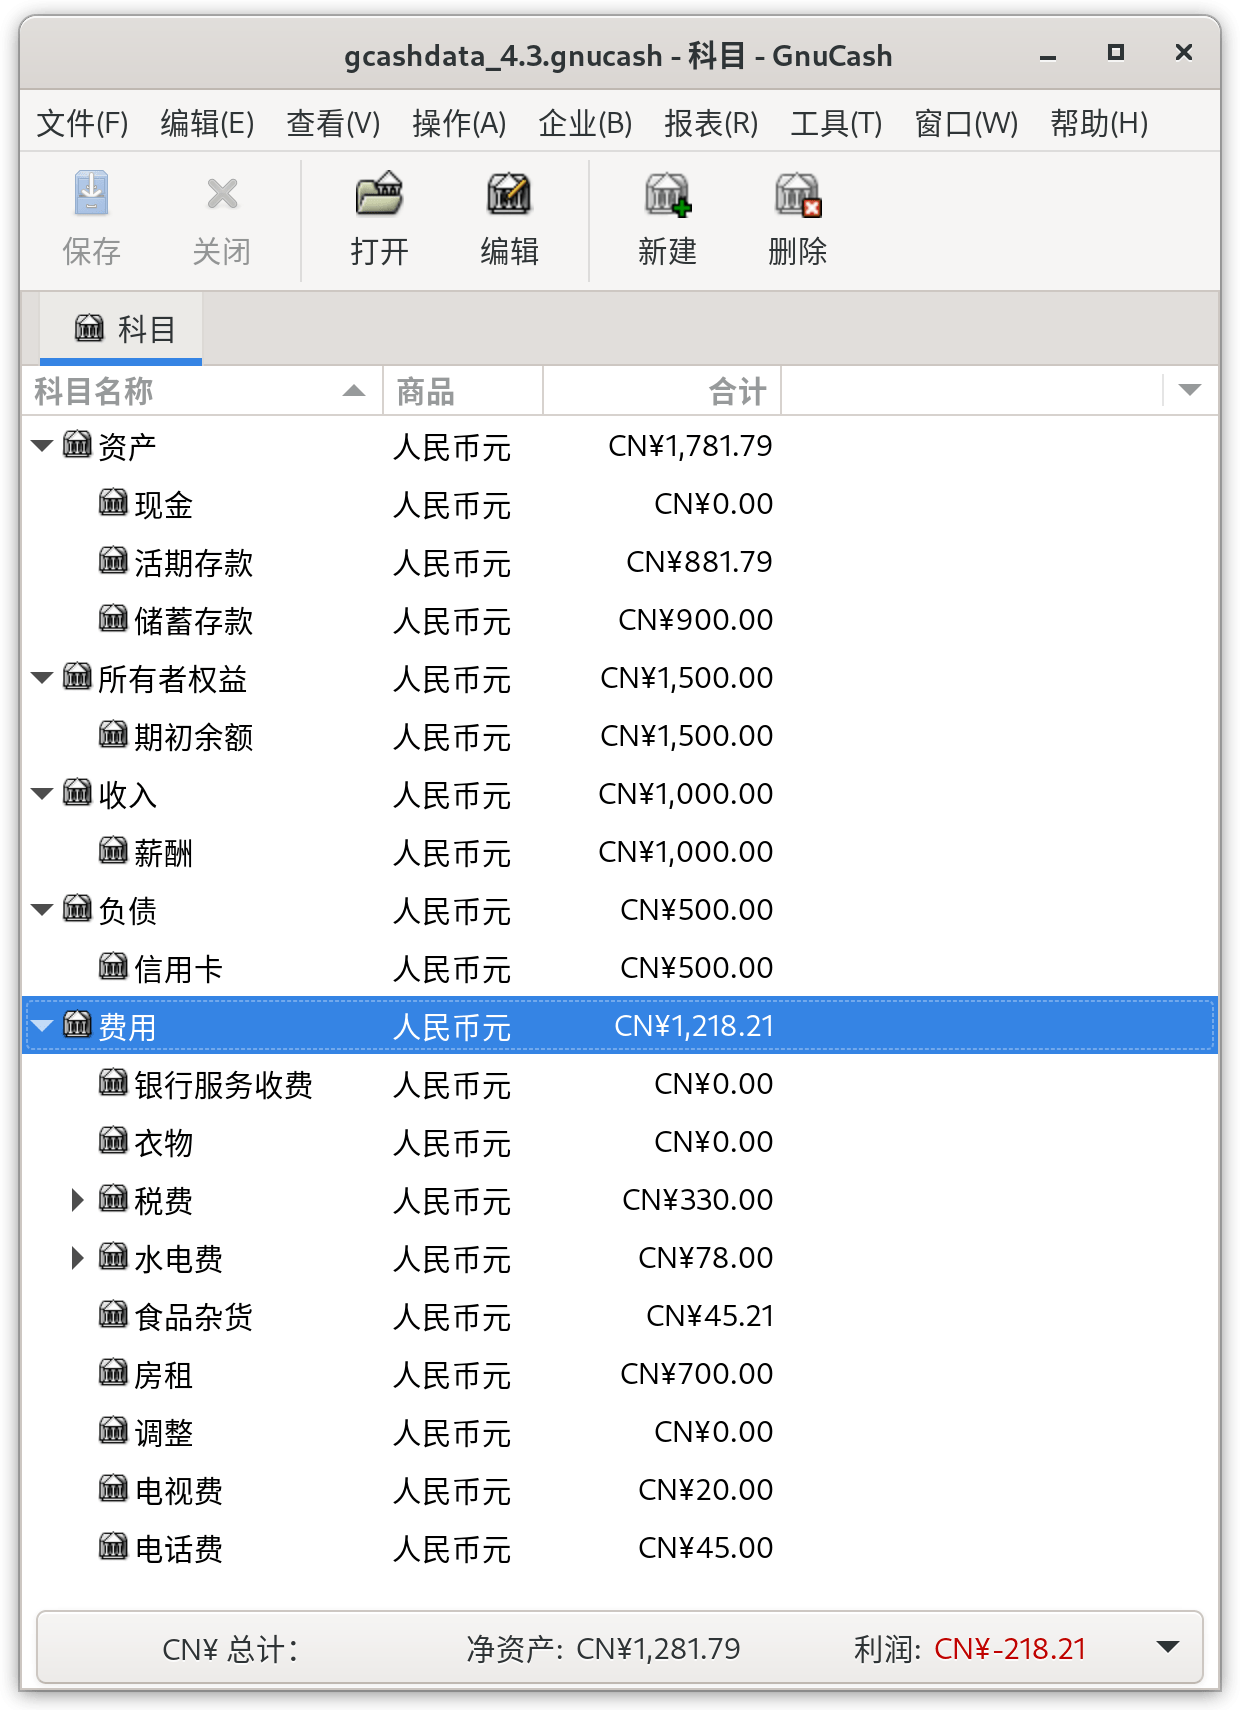 gcashdata_4.3.gnucash - 科目 - GnuCash
文件(F) 编辑(E) 查看(V) 操作(A) 企业(B) 报表(R) 工具(T) 窗口(W) 帮助(H)
保存 关闭 打开 编辑 新建 删除
科目
科目名称 商品 合计
资产 人民币元 CN¥1,781.79
现金 人民币元 CN¥0.00
活期存款 人民币元 CN¥881.79
储蓄存款 人民币元 CN¥900.00
所有者权益 人民币元 CN¥1,500.00
期初余额 人民币元 CN¥1,500.00
收入 人民币元 CN¥1,000.00
薪酬 人民币元 CN¥1,000.00
负债 人民币元 CN¥500.00
信用卡 人民币元 CN¥500.00
费用 人民币元 CN¥1,218.21
银行服务收费 人民币元 CN¥0.00
衣物 人民币元 CN¥0.00
税费 人民币元 CN¥330.00
水电费 人民币元 CN¥78.00
食品杂货 人民币元 CN¥45.21
房租 人民币元 CN¥700.00
调整 人民币元 CN¥0.00
电视费 人民币元 CN¥20.00
电话费 人民币元 CN¥45.00
CN¥ 总计： 净资产: CN¥1,281.79 利润: CN¥-218.21